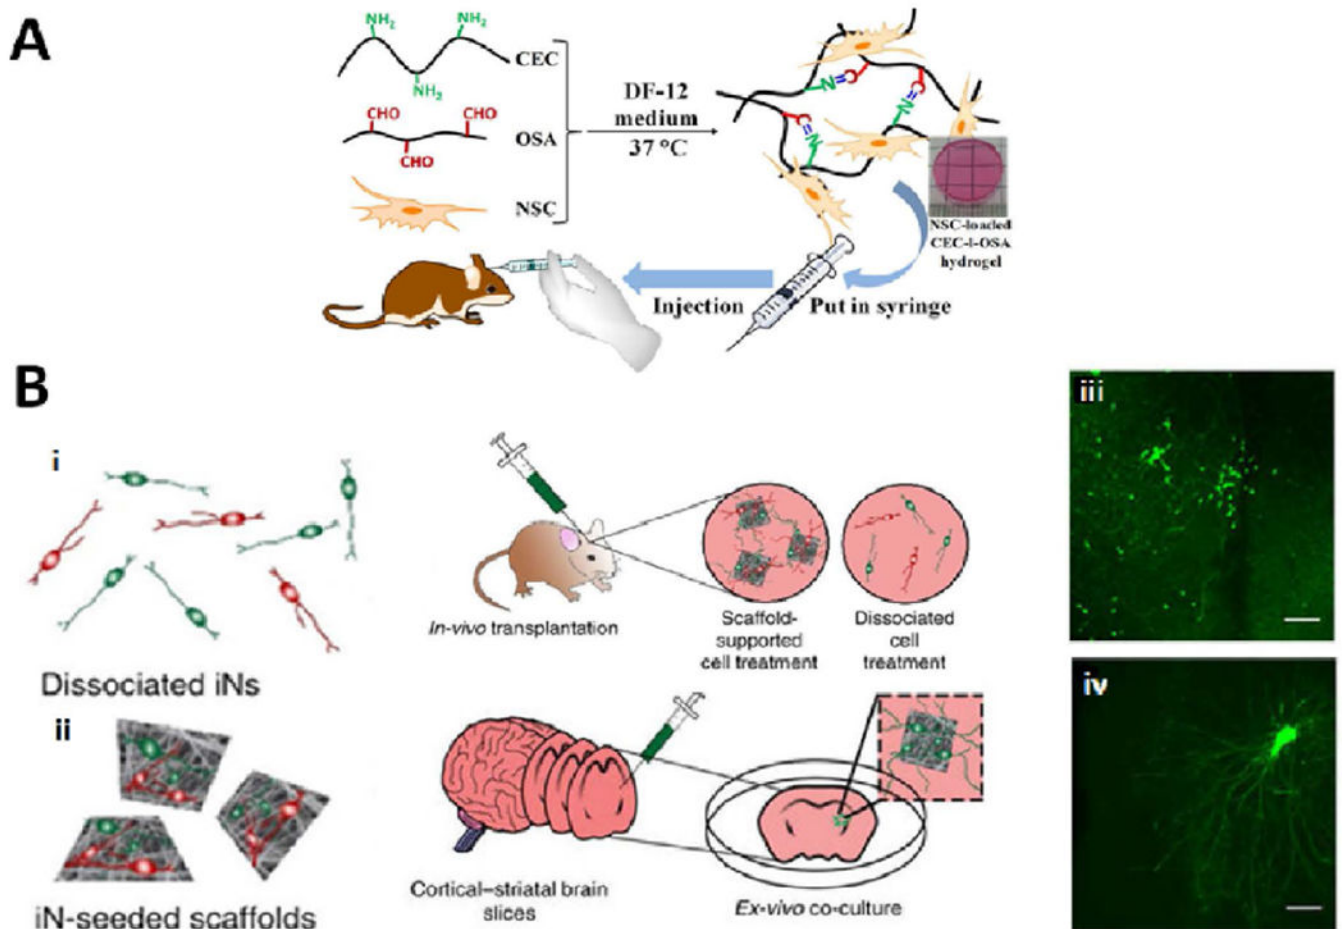 A
NH2
NH2
NH2
CEC
CHO
CHO
CHO
OSA
NSC
DF-12
medium
37 °C
N=C
C=N
C=N
NSC-loaded
CEC-l-OSA
hydrogel
Injection
Put in syringe
B
i
Dissociated iNs
ii
iN-seeded scaffolds
In-vivo transplantation
Scaffold-
supported
cell treatment
Dissociated
cell
treatment
Cortical–striatal brain
slices
Ex-vivo co-culture
iii
iv